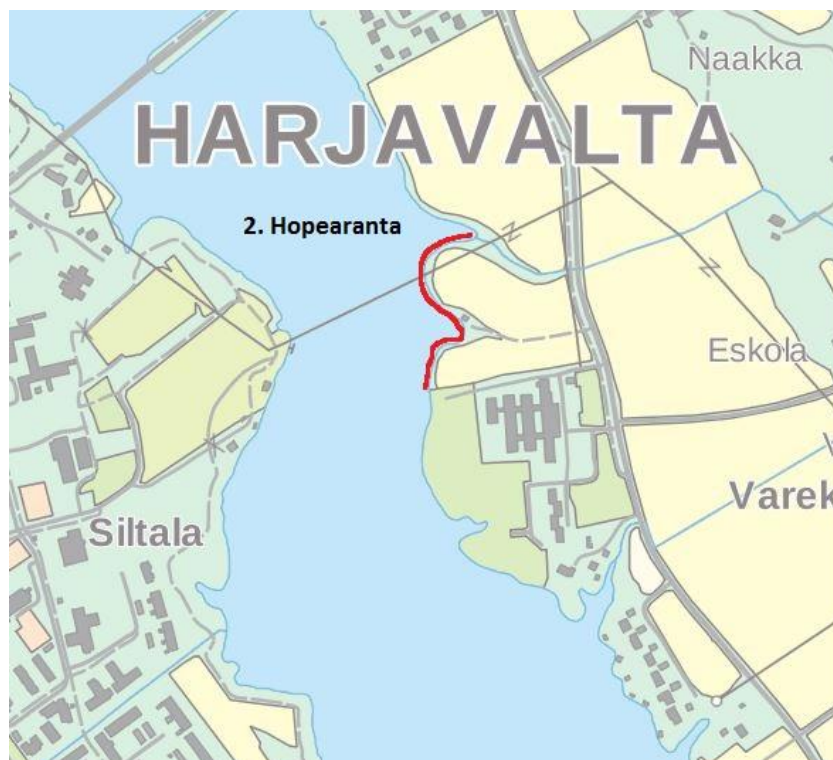 Naakka
HARJAVALTA
2. Hopearanta
Eskola
Varek
Siltala